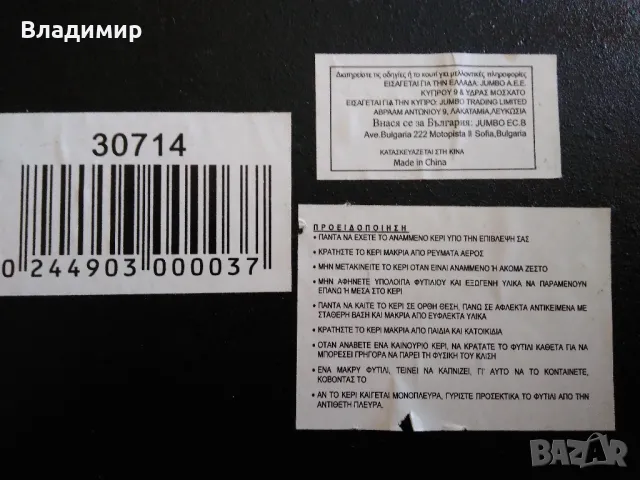 Владимир
30714
0 244903 000037
Διατηρείστε τις οδηγίες ή το κουτί για μελλοντικές πληροφορίες
ΕΙΣΑΓΕΤΑΙ ΓΙΑ ΤΗΝ ΕΛΛΑΔΑ: JUMBO A.E.E.
ΚΥΠΡΟΥ 9 & ΥΔΡΑΣ ΜΟΣΧΑΤΟ
ΕΙΣΑΓΕΤΑΙ ΓΙΑ ΤΗΝ ΚΥΠΡΟ: JUMBO TRADING LIMITED
ΑΒΡΑΑΜ ΑΝΤΩΝΙΟΥ 9, ΛΑΚΑΤΑΜΙΑ, ΛΕΥΚΩΣΙΑ
Внася се за България: JUMBO EC.B
Ave.Bulgaria 222 Motopista II Sofia,Bulgaria
ΚΑΤΑΣΚΕΥΑΖΕΤΑΙ ΣΤΗ ΚΙΝΑ
Made in China
ΠΡΟΕΙΔΟΠΟΙΗΣΗ
• ΠΑΝΤΑ ΝΑ ΕΧΕΤΕ ΤΟ ΑΝΑΜΜΕΝΟ ΚΕΡΙ ΥΠΟ ΤΗΝ ΕΠΙΒΛΕΨΗ ΣΑΣ
• ΚΡΑΤΗΣΤΕ ΤΟ ΚΕΡΙ ΜΑΚΡΙΑ ΑΠΟ ΡΕΥΜΑΤΑ ΑΕΡΟΣ
• ΜΗΝ ΜΕΤΑΚΙΝΕΙΤΕ ΤΟ ΚΕΡΙ ΟΤΑΝ ΕΙΝΑΙ ΑΝΑΜΜΕΝΟ Ή ΑΚΟΜΑ ΖΕΣΤΟ
• ΜΗΝ ΑΦΗΝΕΤΕ ΥΠΟΛΟΙΠΑ ΦΥΤΙΛΙΟΥ ΚΑΙ ΕΞΩΓΕΝΗ ΥΛΙΚΑ ΝΑ ΠΑΡΑΜΕΝΟΥΝ
ΕΠΑΝΩ Ή ΜΕΣΑ ΣΤΟ ΚΕΡΙ
• ΠΑΝΤΑ ΝΑ ΚΑΙΤΕ ΤΟ ΚΕΡΙ ΣΕ ΟΡΘΗ ΘΕΣΗ, ΠΑΝΩ ΣΕ ΑΦΛΕΚΤΑ ΑΝΤΙΚΕΙΜΕΝΑ ΜΕ
ΣΤΑΘΕΡΗ ΒΑΣΗ ΚΑΙ ΜΑΚΡΙΑ ΑΠΟ ΕΥΦΛΕΚΤΑ ΥΛΙΚΑ
• ΚΡΑΤΗΣΤΕ ΤΟ ΚΕΡΙ ΜΑΚΡΙΑ ΑΠΟ ΠΑΙΔΙΑ ΚΑΙ ΚΑΤΟΙΚΙΔΙΑ
• ΟΤΑΝ ΑΝΑΒΕΤΕ ΕΝΑ ΚΑΙΝΟΥΡΙΟ ΚΕΡΙ, ΝΑ ΚΡΑΤΑΤΕ ΤΟ ΦΥΤΙΛΙ ΚΑΘΕΤΑ ΓΙΑ ΝΑ
ΜΠΟΡΕΣΕΙ ΓΡΗΓΟΡΑ ΝΑ ΠΑΡΕΙ ΤΗ ΦΥΣΙΚΗ ΤΟΥ ΚΛΙΣΗ
• ΕΝΑ ΜΑΚΡΥ ΦΥΤΙΛΙ, ΤΕΙΝΕΙ ΝΑ ΚΑΠΝΙΖΕΙ, ΓΙ' ΑΥΤΟ ΝΑ ΤΟ ΚΟΝΤΑΙΝΕΤΕ,
ΚΟΒΟΝΤΑΣ ΤΟ
• ΑΝ ΤΟ ΚΕΡΙ ΚΑΙΓΕΤΑΙ ΜΟΝΟΠΛΕΥΡΑ, ΓΥΡΙΣΤΕ ΠΡΟΣΕΚΤΙΚΑ ΤΟ ΦΥΤΙΛΙ ΑΠΟ ΤΗΝ
ΑΝΤΙΘΕΤΗ ΠΛΕΥΡΑ.
BAZAR